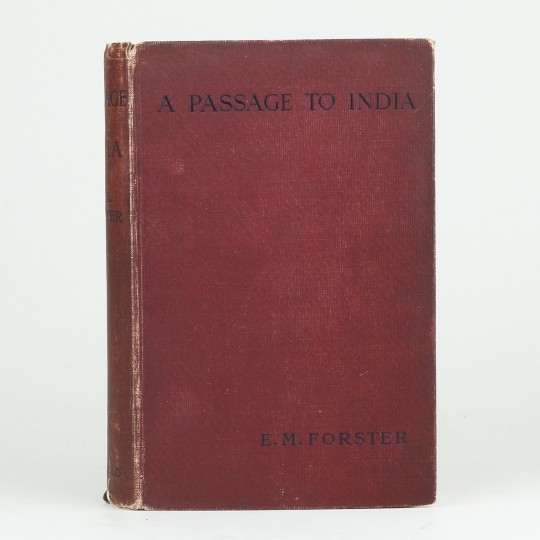 A PASSAGE TO INDIA
E. M. FORSTER